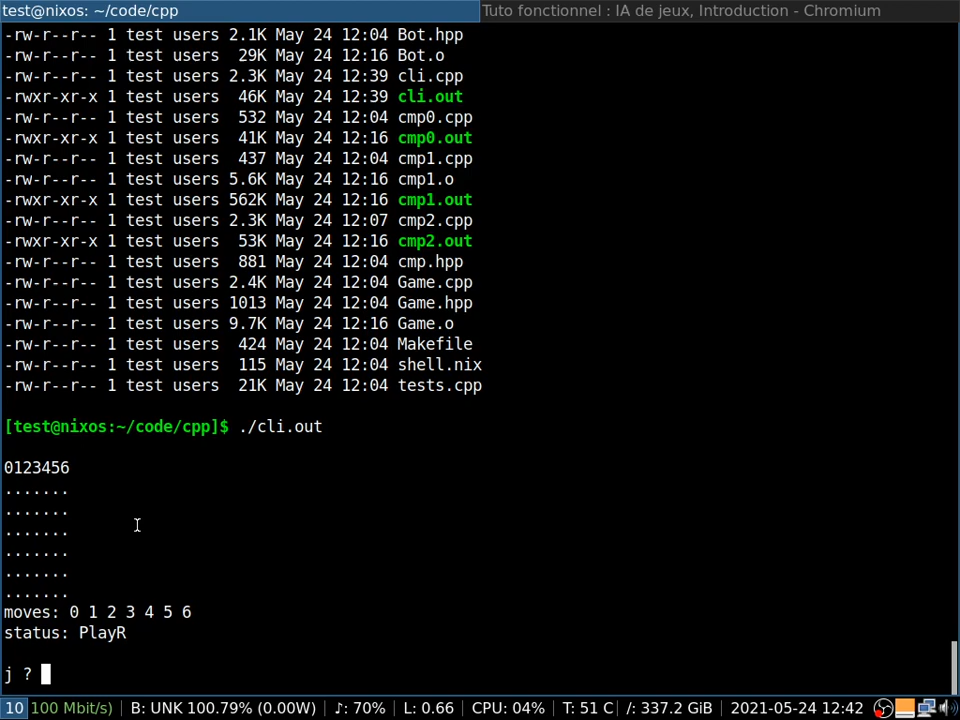 test@nixos: ~/code/cpp
Tuto fonctionnel : IA de jeux, Introduction - Chromium
-rw-r--r-- 1 test users 2.1K May 24 12:04 Bot.hpp
-rw-r--r-- 1 test users  29K May 24 12:16 Bot.o
-rw-r--r-- 1 test users 2.3K May 24 12:39 cli.cpp
-rwxr-xr-x 1 test users  46K May 24 12:39 cli.out
-rw-r--r-- 1 test users  532 May 24 12:04 cmp0.cpp
-rwxr-xr-x 1 test users  41K May 24 12:16 cmp0.out
-rw-r--r-- 1 test users  437 May 24 12:04 cmp1.cpp
-rw-r--r-- 1 test users 5.6K May 24 12:16 cmp1.o
-rwxr-xr-x 1 test users 562K May 24 12:16 cmp1.out
-rw-r--r-- 1 test users 2.3K May 24 12:07 cmp2.cpp
-rwxr-xr-x 1 test users  53K May 24 12:16 cmp2.out
-rw-r--r-- 1 test users  881 May 24 12:04 cmp.hpp
-rw-r--r-- 1 test users 2.4K May 24 12:04 Game.cpp
-rw-r--r-- 1 test users 1013 May 24 12:04 Game.hpp
-rw-r--r-- 1 test users 9.7K May 24 12:16 Game.o
-rw-r--r-- 1 test users  424 May 24 12:04 Makefile
-rw-r--r-- 1 test users  115 May 24 12:04 shell.nix
-rw-r--r-- 1 test users  21K May 24 12:04 tests.cpp
[test@nixos:~/code/cpp]$ ./cli.out
0123456
.......
.......
.......
.......
.......
.......
moves: 0 1 2 3 4 5 6
status: PlayR
j ?
10 100 Mbit/s) | B: UNK 100.79% (0.00W) | ♪: 70% | L: 0.66 | CPU: 04% | T: 51 C | /: 337.2 GiB | 2021-05-24 12:42